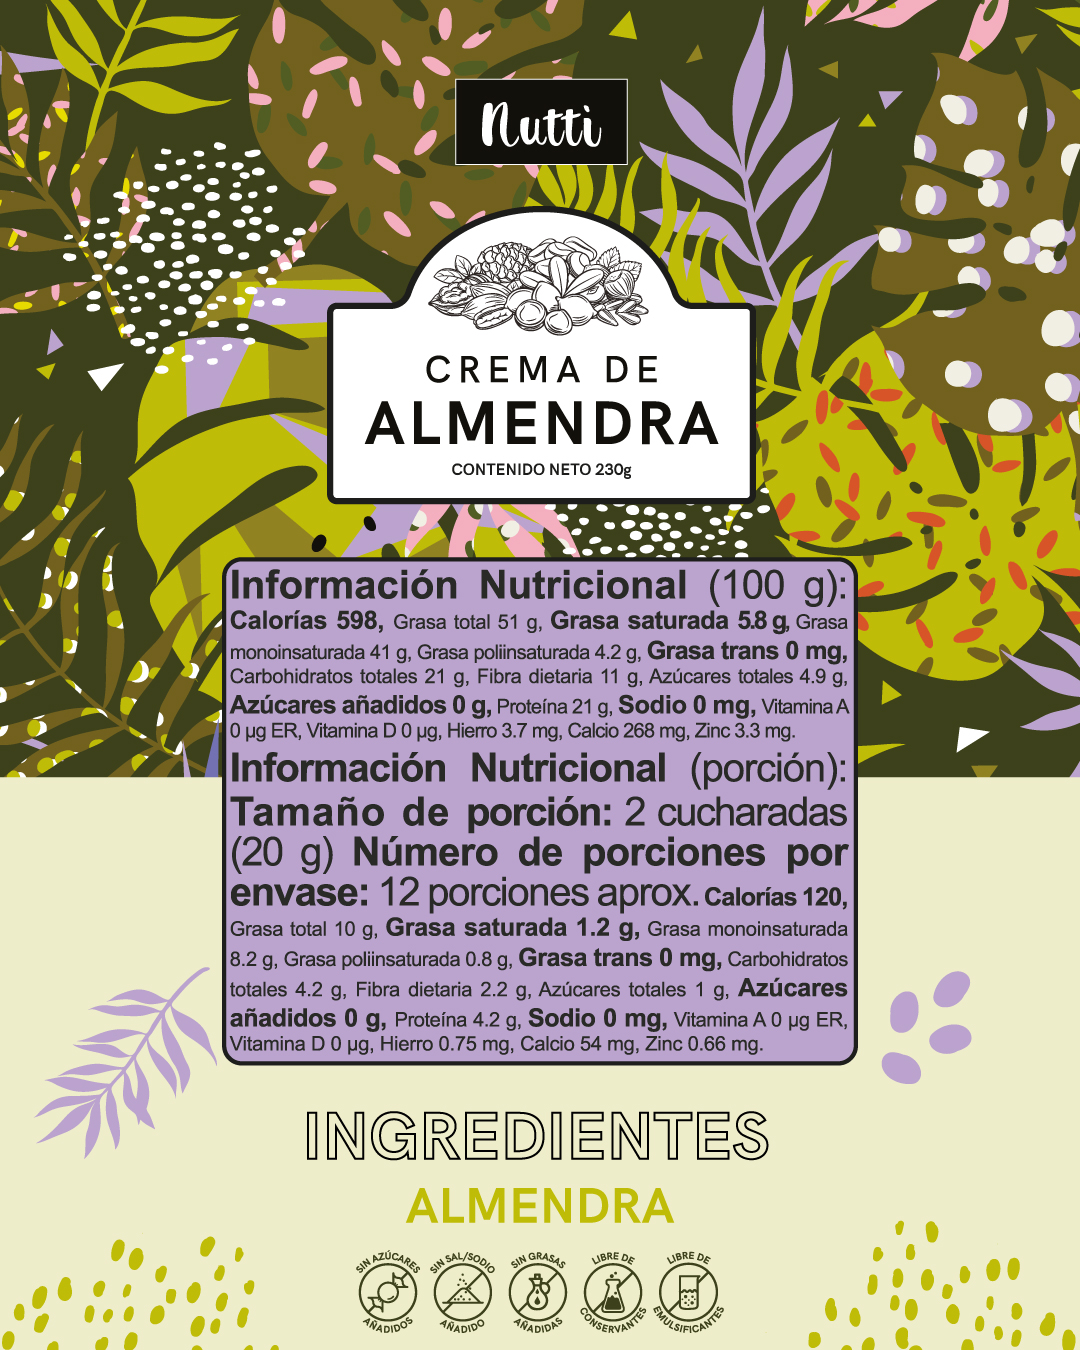 Nutti
CREMA DE
ALMENDRA
CONTENIDO NETO 230g
Información Nutricional (100 g):
Calorías 598, Grasa total 51 g, Grasa saturada 5.8 g, Grasa
monoinsaturada 41 g, Grasa poliinsaturada 4.2 g, Grasa trans 0 mg,
Carbohidratos totales 21 g, Fibra dietaria 11 g, Azúcares totales 4.9 g,
Azúcares añadidos 0 g, Proteína 21 g, Sodio 0 mg, Vitamina A
0 µg ER, Vitamina D 0 µg, Hierro 3.7 mg, Calcio 268 mg, Zinc 3.3 mg.
Información Nutricional (porción):
Tamaño de porción: 2 cucharadas
(20 g) Número de porciones por
envase: 12 porciones aprox. Calorías 120,
Grasa total 10 g, Grasa saturada 1.2 g, Grasa monoinsaturada
8.2 g, Grasa poliinsaturada 0.8 g, Grasa trans 0 mg, Carbohidratos
totales 4.2 g, Fibra dietaria 2.2 g, Azúcares totales 1 g, Azúcares
añadidos 0 g, Proteína 4.2 g, Sodio 0 mg, Vitamina A 0 µg ER,
Vitamina D 0 µg, Hierro 0.75 mg, Calcio 54 mg, Zinc 0.66 mg.
INGREDIENTES
ALMENDRA
SIN AZÚCARES AÑADIDOS
SIN SAL/SODIO AÑADIDO
SIN GRASAS AÑADIDAS
LIBRE DE CONSERVANTES
LIBRE DE EMULSIFICANTES